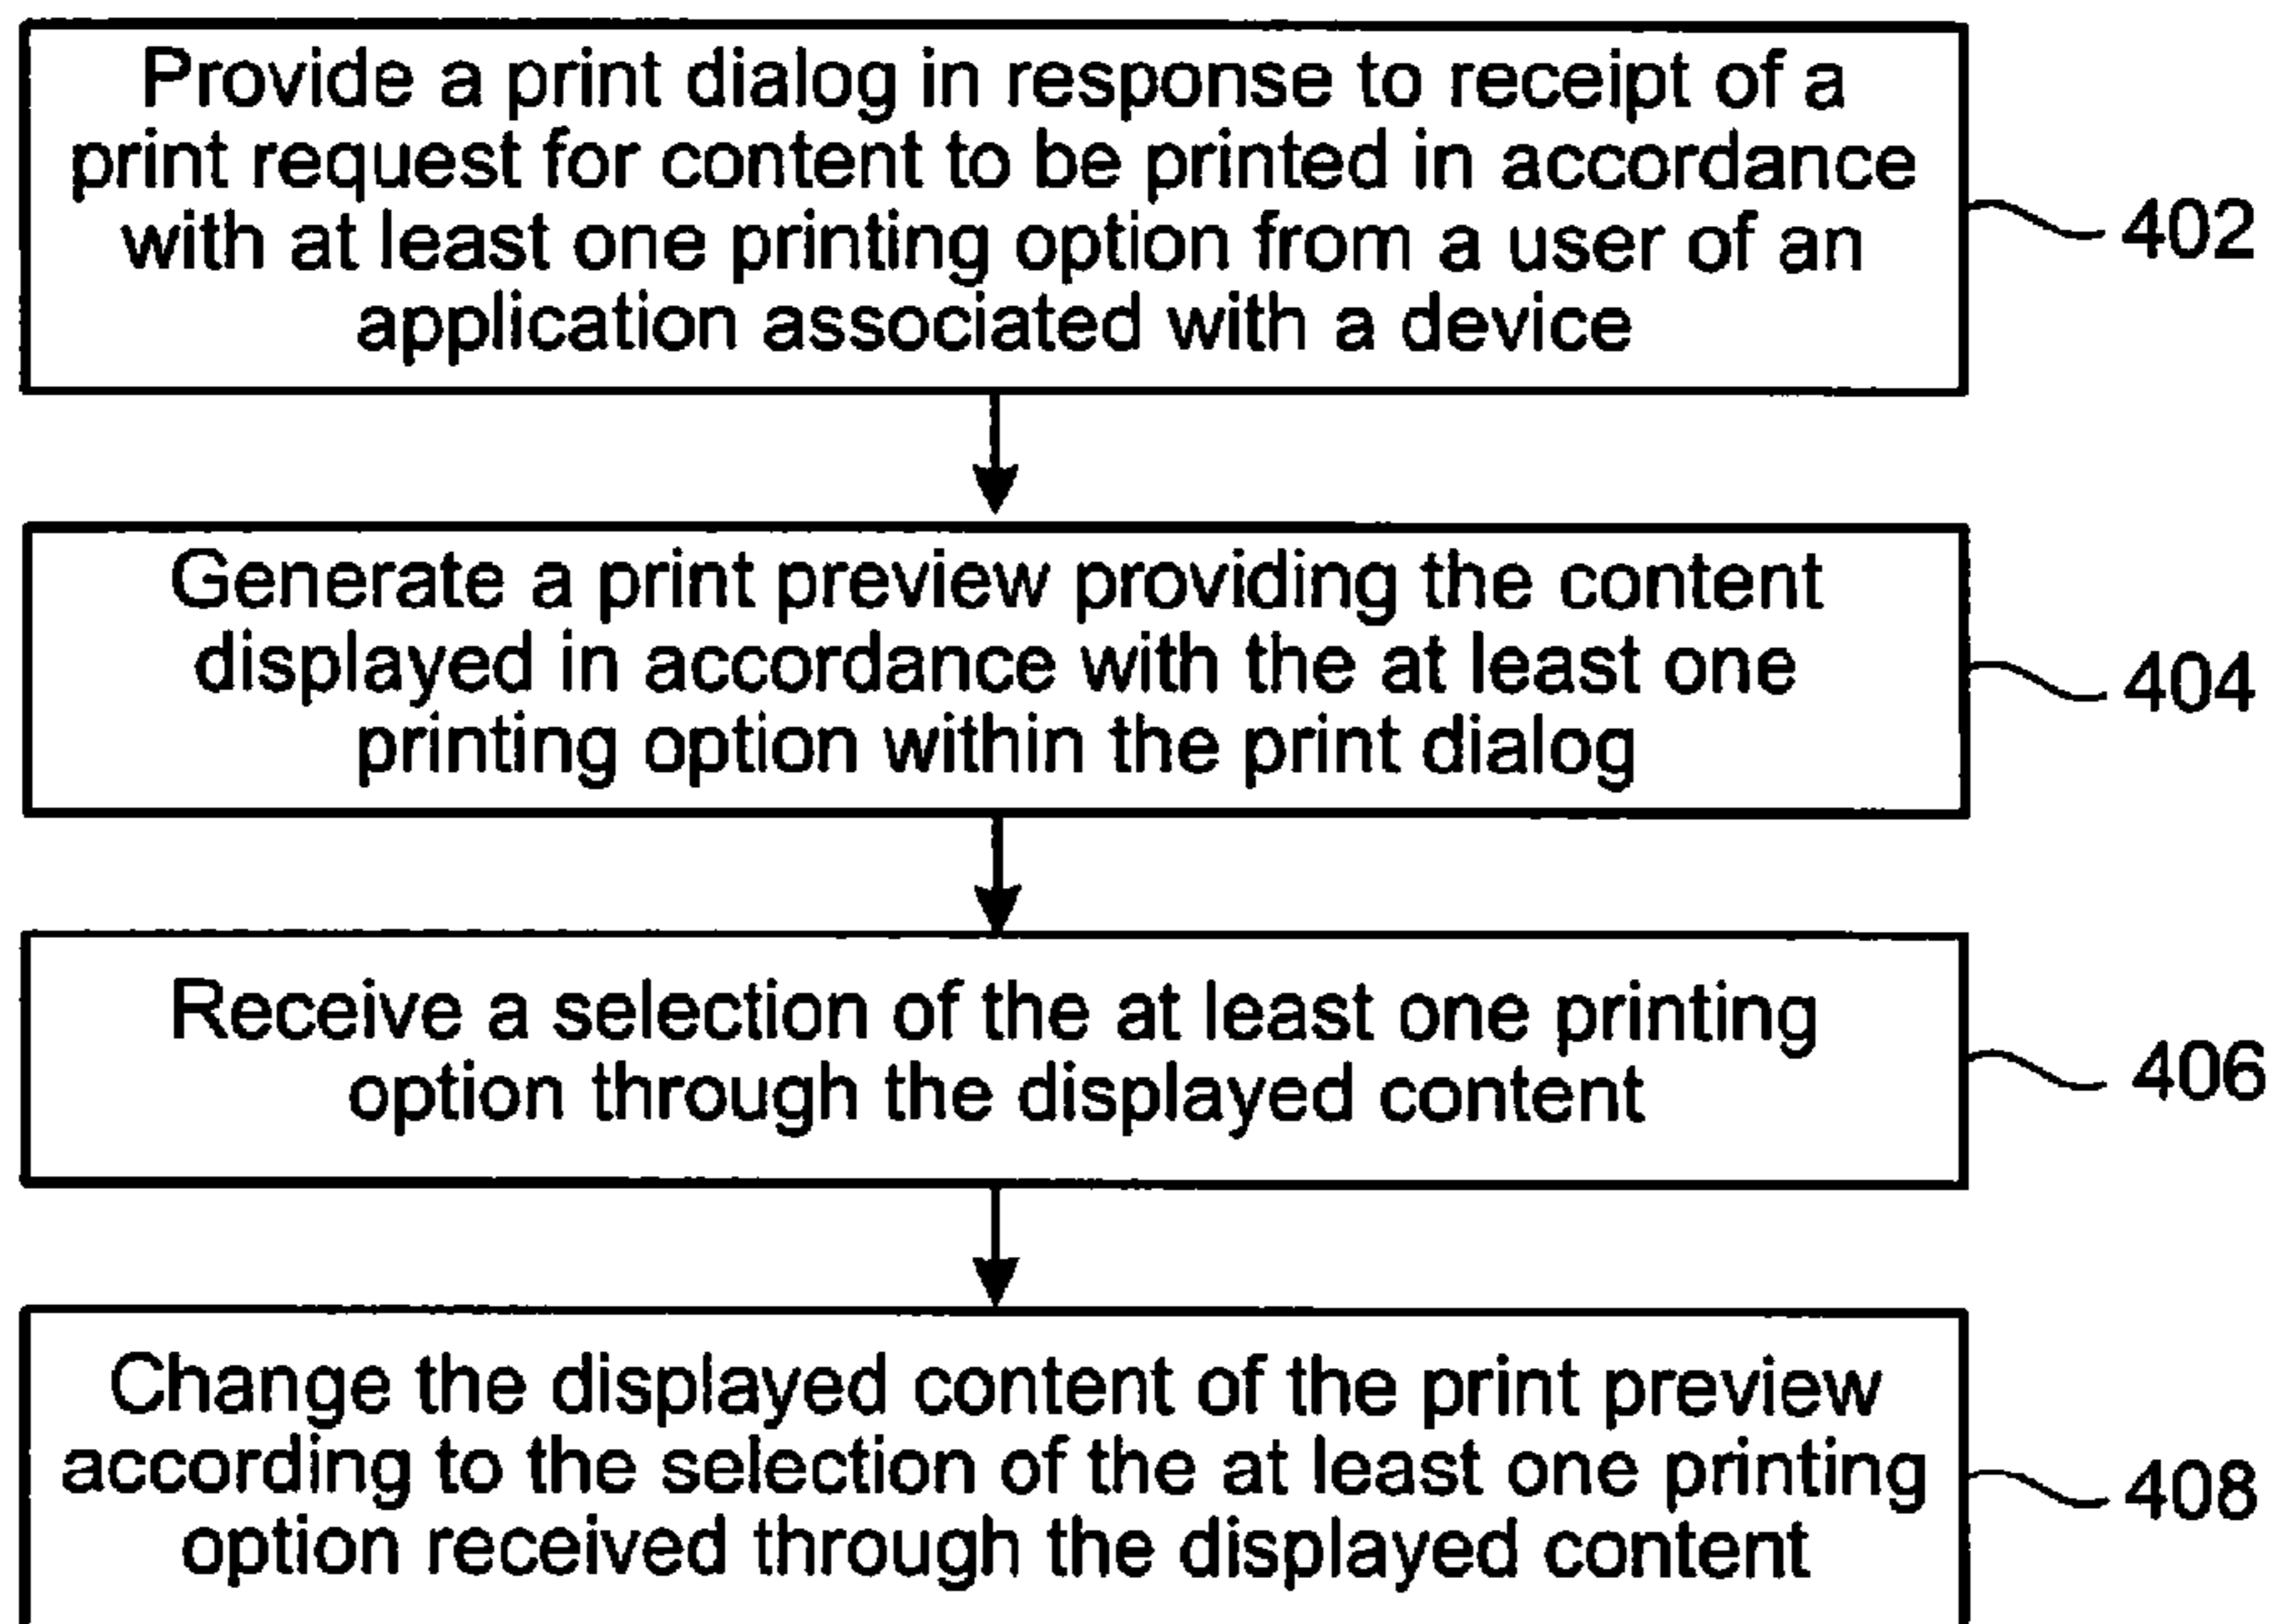 Provide a print dialog in response to receipt of a
print request for content to be printed in accordance
with at least one printing option from a user of an
application associated with a device
402
Generate a print preview providing the content
displayed in accordance with the at least one
printing option within the print dialog
404
Receive a selection of the at least one printing
option through the displayed content
406
Change the displayed content of the print preview
according to the selection of the at least one printing
option received through the displayed content
408